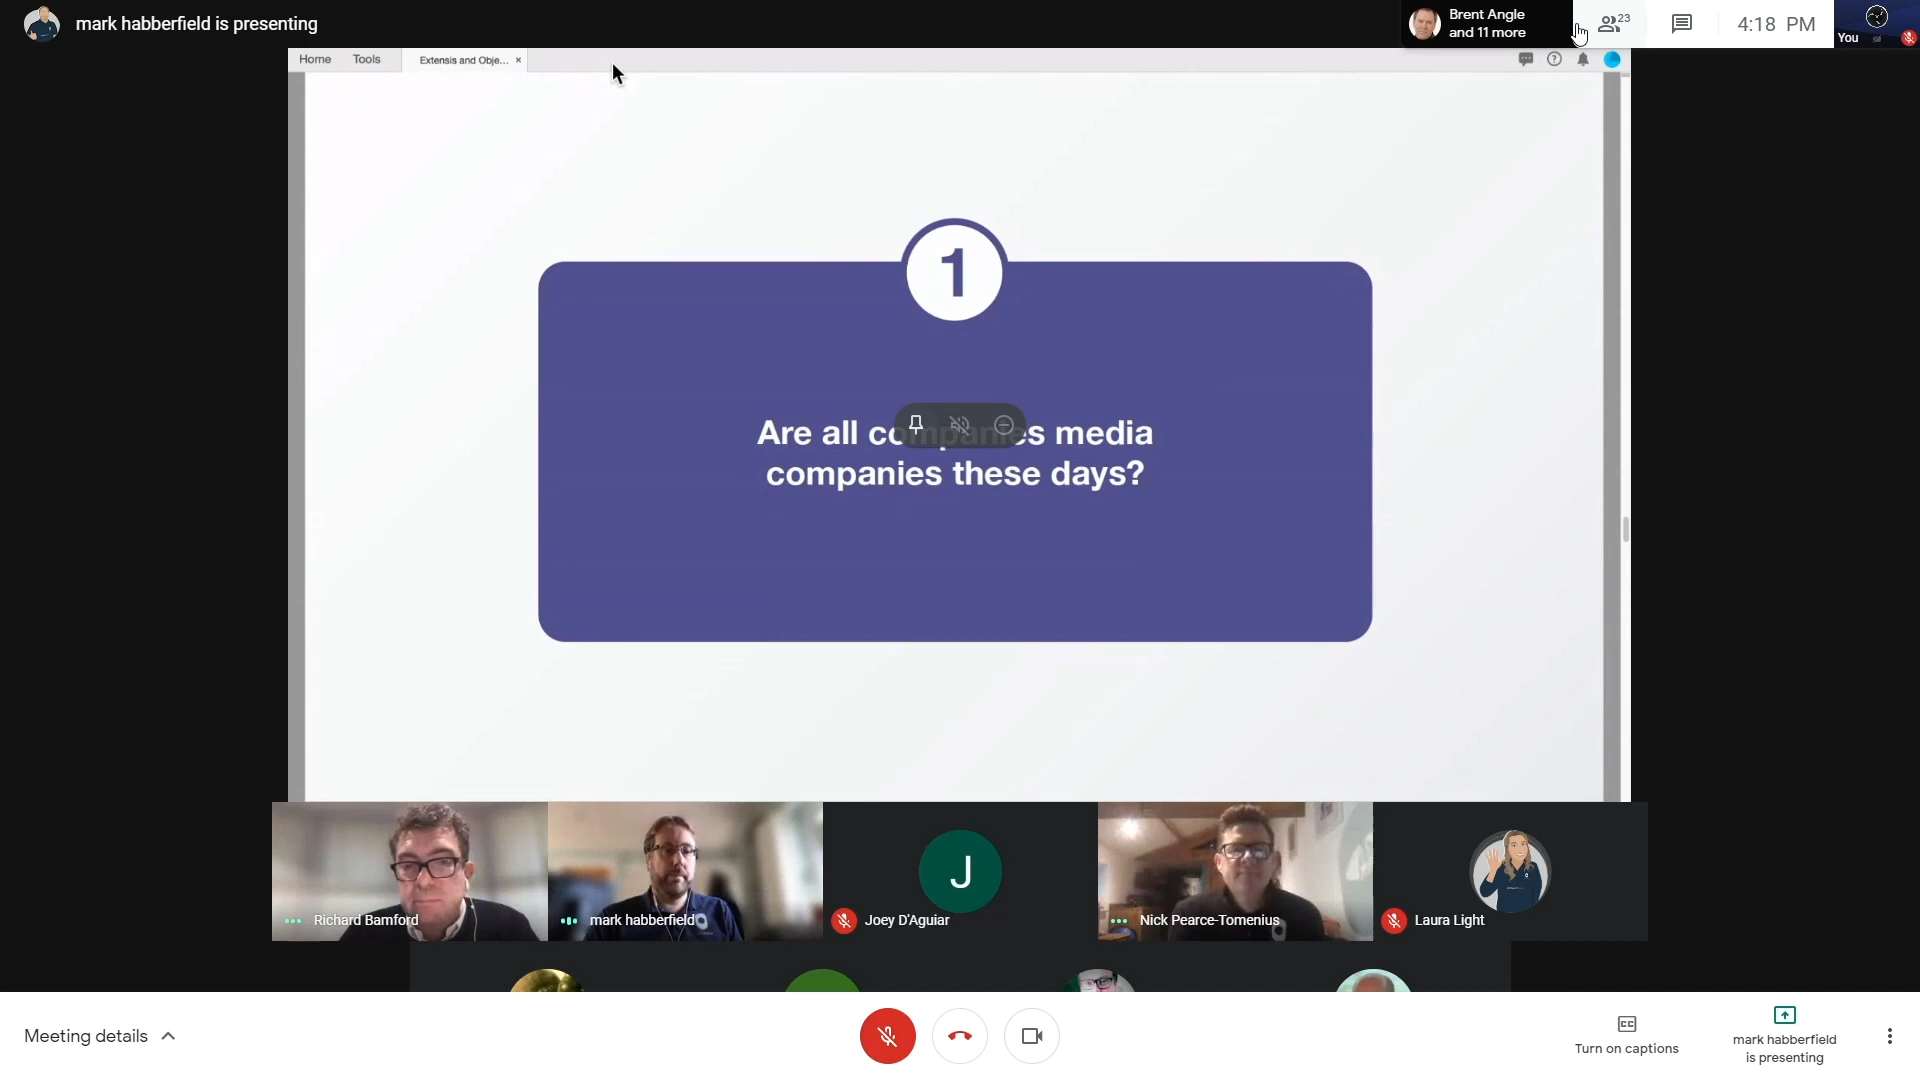 mark habberfield is presenting
Brent Angle
and 11 more
23
4:18 PM
You
Home
Tools
Extensis and Obje...
1
Are all companies media
companies these days?
Richard Bamford
mark habberfield
J
Joey D'Aguiar
Nick Pearce-Tomenius
Laura Light
Meeting details
CC
Turn on captions
mark habberfield
is presenting